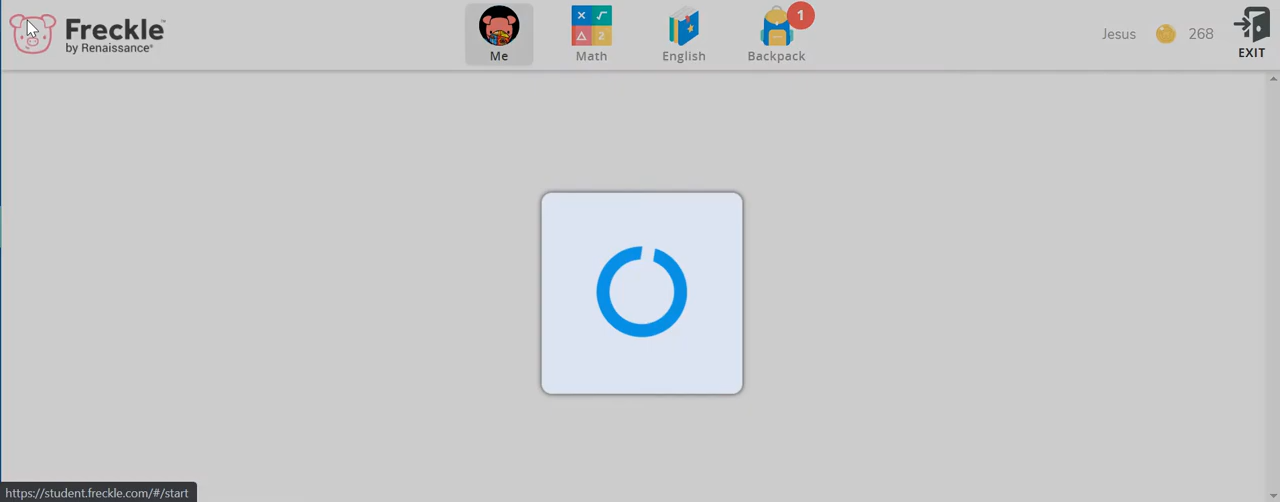 Freckle
by Renaissance®
Me
Math
English
Backpack
1
Jesus
268
EXIT
https://student.freckle.com/#/start